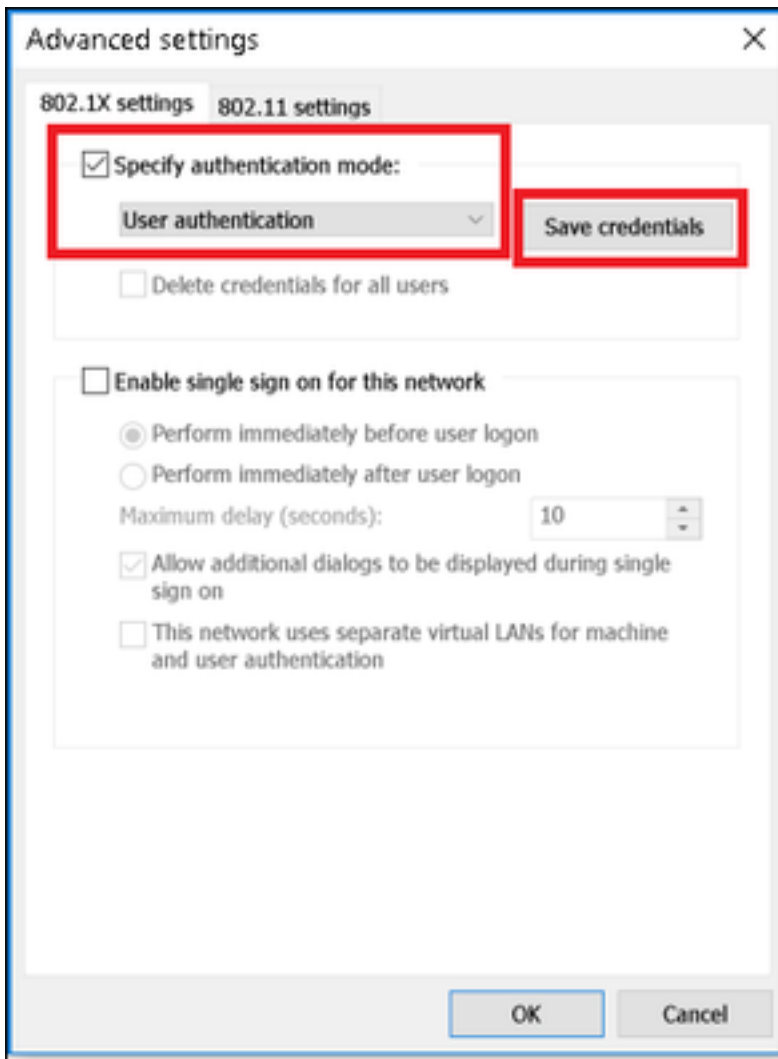 Advanced settings
802.1X settings
802.11 settings
Specify authentication mode:
User authentication
Save credentials
Delete credentials for all users
Enable single sign on for this network
Perform immediately before user logon
Perform immediately after user logon
Maximum delay (seconds):
10
Allow additional dialogs to be displayed during single
sign on
This network uses separate virtual LANs for machine
and user authentication
OK
Cancel